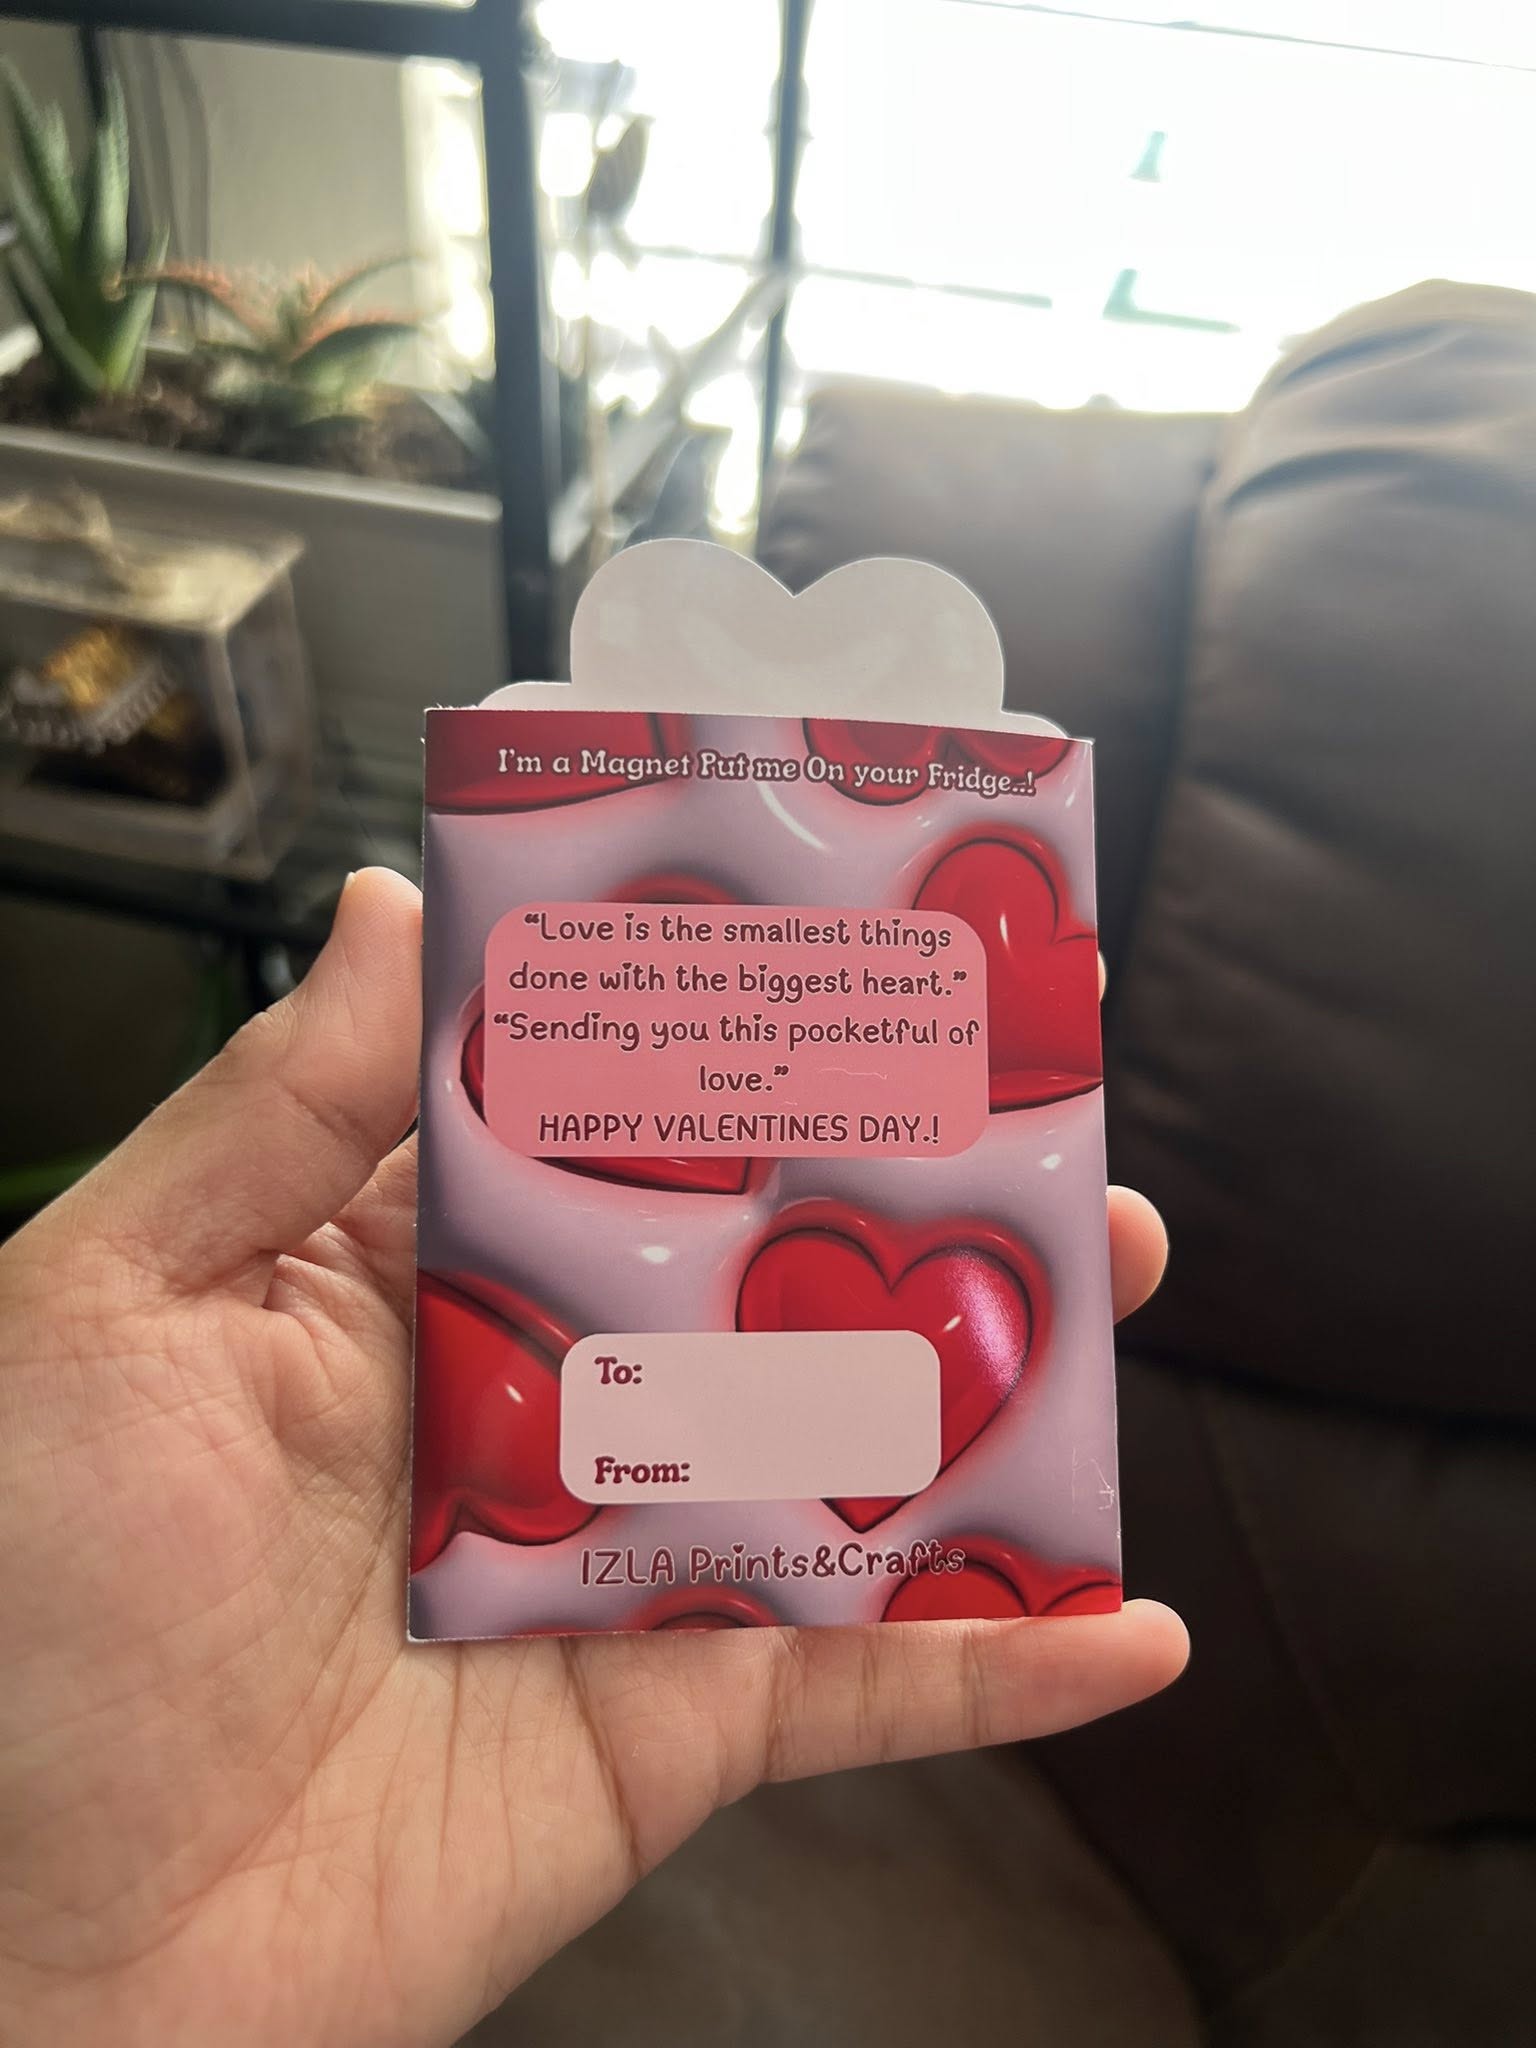 I'm a Magnet Put me On your Fridge..!
“Love is the smallest things
done with the biggest heart.”
“Sending you this pocketful of
love.”
HAPPY VALENTINES DAY.!
To:
From:
IZLA Prints&Crafts